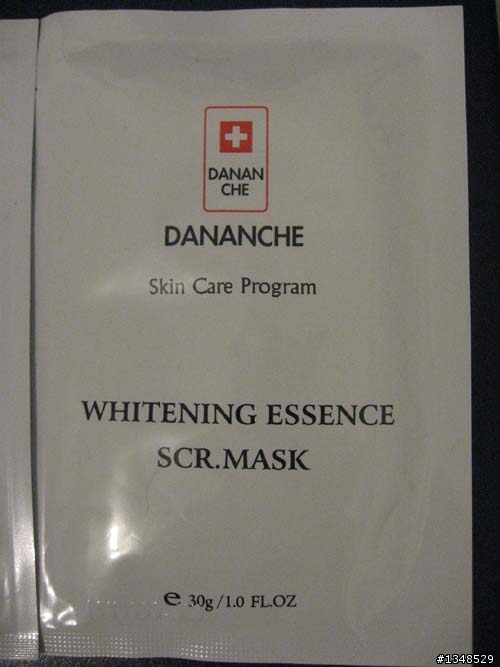 DANAN
CHE
DANANCHE
Skin Care Program
WHITENING ESSENCE
SCR.MASK
e 30g/1.0 FL.OZ
#1348529